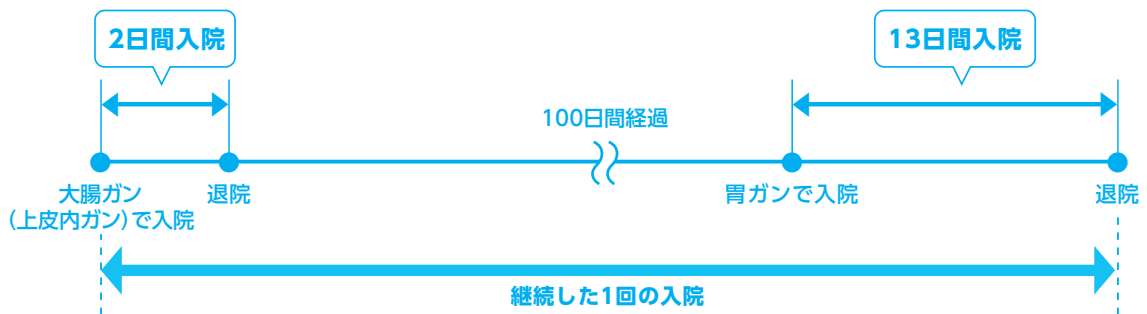 2日間入院
13日間入院
100日間経過
大腸ガン
（上皮内ガン）で入院
退院
胃ガンで入院
退院
継続した1回の入院